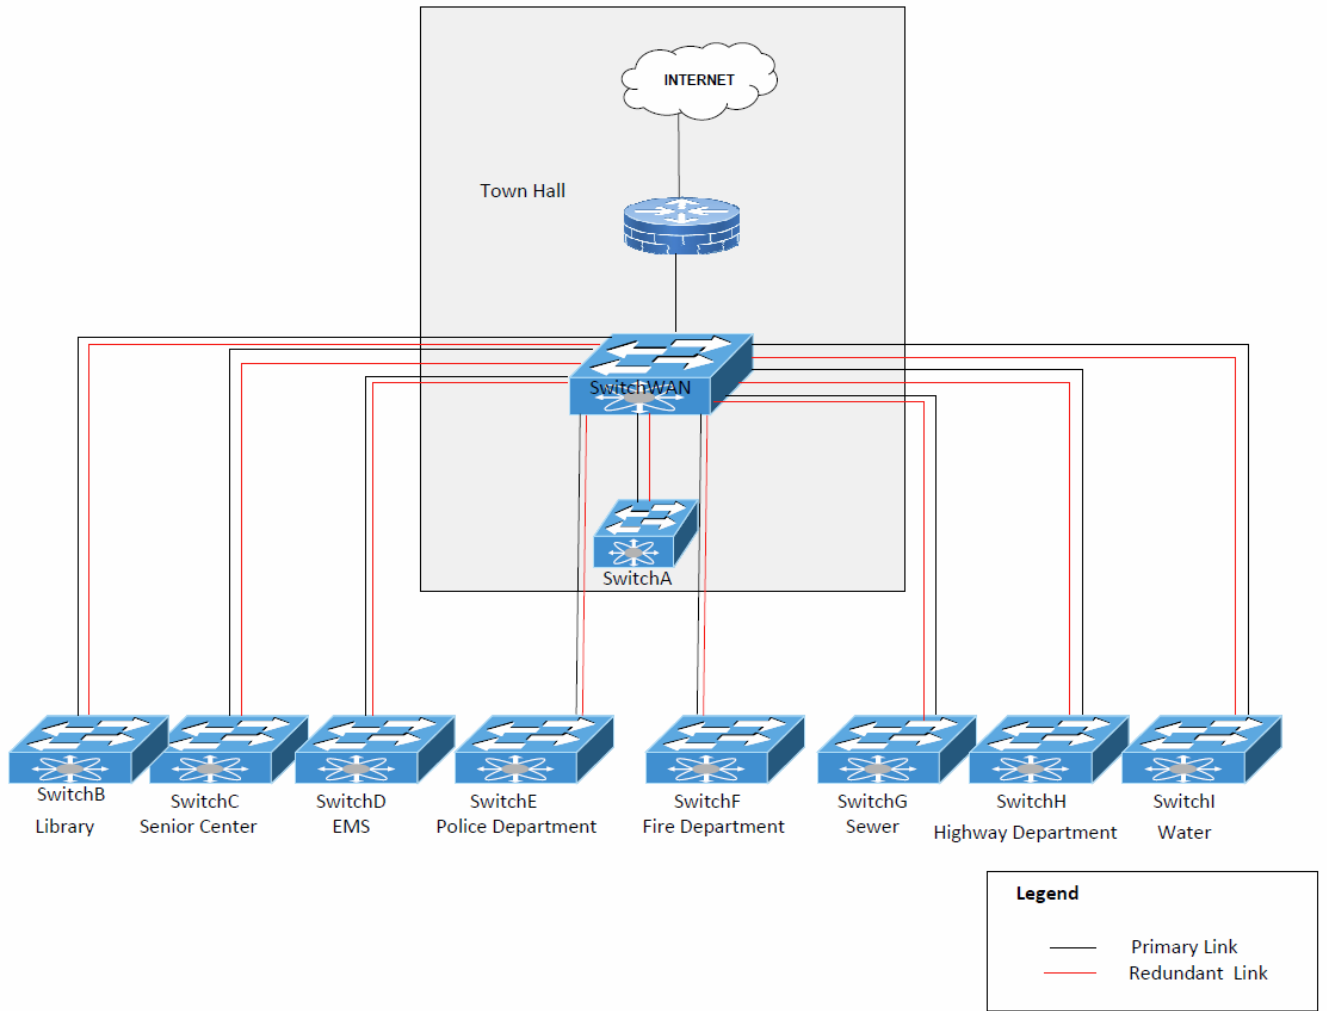 INTERNET
Town Hall
SwitchWAN
SwitchA
SwitchB
Library
SwitchC
Senior Center
SwitchD
EMS
SwitchE
Police Department
SwitchF
Fire Department
SwitchG
Sewer
SwitchH
Highway Department
SwitchI
Water
Legend
Primary Link
Redundant Link